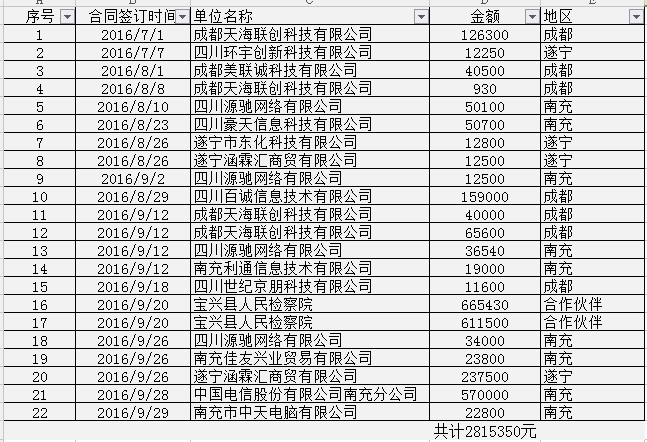 序号 合同签订时间 单位名称 金额 地区
1 2016/7/1 成都天海联创科技有限公司 126300 成都
2 2016/7/7 四川环宇创新科技有限公司 12250 遂宁
3 2016/8/1 成都美联诚科技有限公司 40500 成都
4 2016/8/8 成都天海联创科技有限公司 930 成都
5 2016/8/10 四川源驰网络有限公司 50100 南充
6 2016/8/23 四川豪天信息科技有限公司 50700 南充
7 2016/8/26 遂宁市东化科技有限公司 12800 遂宁
8 2016/8/26 遂宁涵霖汇商贸有限公司 12500 遂宁
9 2016/9/2 四川源驰网络有限公司 12500 南充
10 2016/8/29 四川百诚信息技术有限公司 159000 成都
11 2016/9/12 成都天海联创科技有限公司 40000 成都
12 2016/9/12 成都天海联创科技有限公司 65600 成都
13 2016/9/12 四川源驰网络有限公司 36540 南充
14 2016/9/12 南充利通信息技术有限公司 19000 南充
15 2016/9/18 四川世纪京朋科技有限公司 11600 成都
16 2016/9/20 宝兴县人民检察院 665430 合作伙伴
17 2016/9/20 宝兴县人民检察院 611500 合作伙伴
18 2016/9/26 四川源驰网络有限公司 34000 南充
19 2016/9/26 南充佳友兴业贸易有限公司 23800 南充
20 2016/9/26 遂宁涵霖汇商贸有限公司 237500 遂宁
21 2016/9/28 中国电信股份有限公司南充分公司 570000 南充
22 2016/9/29 南充市中天电脑有限公司 22800 南充
共计2815350元